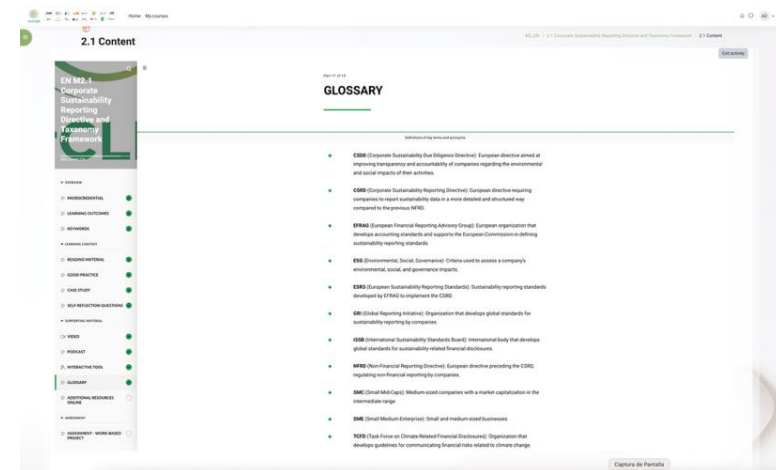 Home My courses
AB
2.1 Content
M2_EN 2.1 Corporate Sustainability Reporting Directive and Taxonomy Framework 2.1 Content
Exit activity
EN M2.1
Corporate
Sustainability
Reporting
Directive and
Taxonomy
Framework
OVERVIEW
MICROCREDENTIAL
LEARNING OUTCOMES
KEYWORDS
LEARNING CONTENT
READING MATERIAL
GOOD PRACTICE
CASE STUDY
SELF-REFLECTION QUESTIONS
SUPPORTING MATERIAL
VIDEO
PODCAST
INTERACTIVE TOOL
GLOSSARY
ADDITIONAL RESOURCES
ONLINE
ASSIGNMENT - WORK-BASED
PROJECT
GLOSSARY
Definitions of key terms and acronyms
CSDD (Corporate Sustainability Due Diligence Directive): European directive aimed at
improving transparency and accountability of companies regarding the environmental
and social impacts of their activities.
CSRD (Corporate Sustainability Reporting Directive): European directive requiring
companies to report sustainability data in a more detailed and structured way
compared to the previous NFRD.
EFRAG (European Financial Reporting Advisory Group): European organization that
develops accounting standards and supports the European Commission in defining
sustainability reporting standards.
ESG (Environmental, Social, Governance): Criteria used to assess a company's
environmental, social, and governance impacts.
ESRS (European Sustainability Reporting Standards): Sustainability reporting standards
developed by EFRAG to implement the CSRD.
GRI (Global Reporting Initiative): Organization that develops global standards for
sustainability reporting by companies.
ISSB (International Sustainability Standards Board): International body that develops
global standards for sustainability-related financial disclosures.
NFRD (Non-Financial Reporting Directive): European directive preceding the CSRD,
regulating non-financial reporting by companies.
SMC (Small-Mid-Caps): Medium-sized companies with a market capitalization in the
intermediate range.
SME (Small Medium Enterprise): Small and medium-sized businesses.
TCFD (Task Force on Climate-Related Financial Disclosures): Organization that
develops guidelines for communicating financial risks related to climate change.
Captura de Pantalla